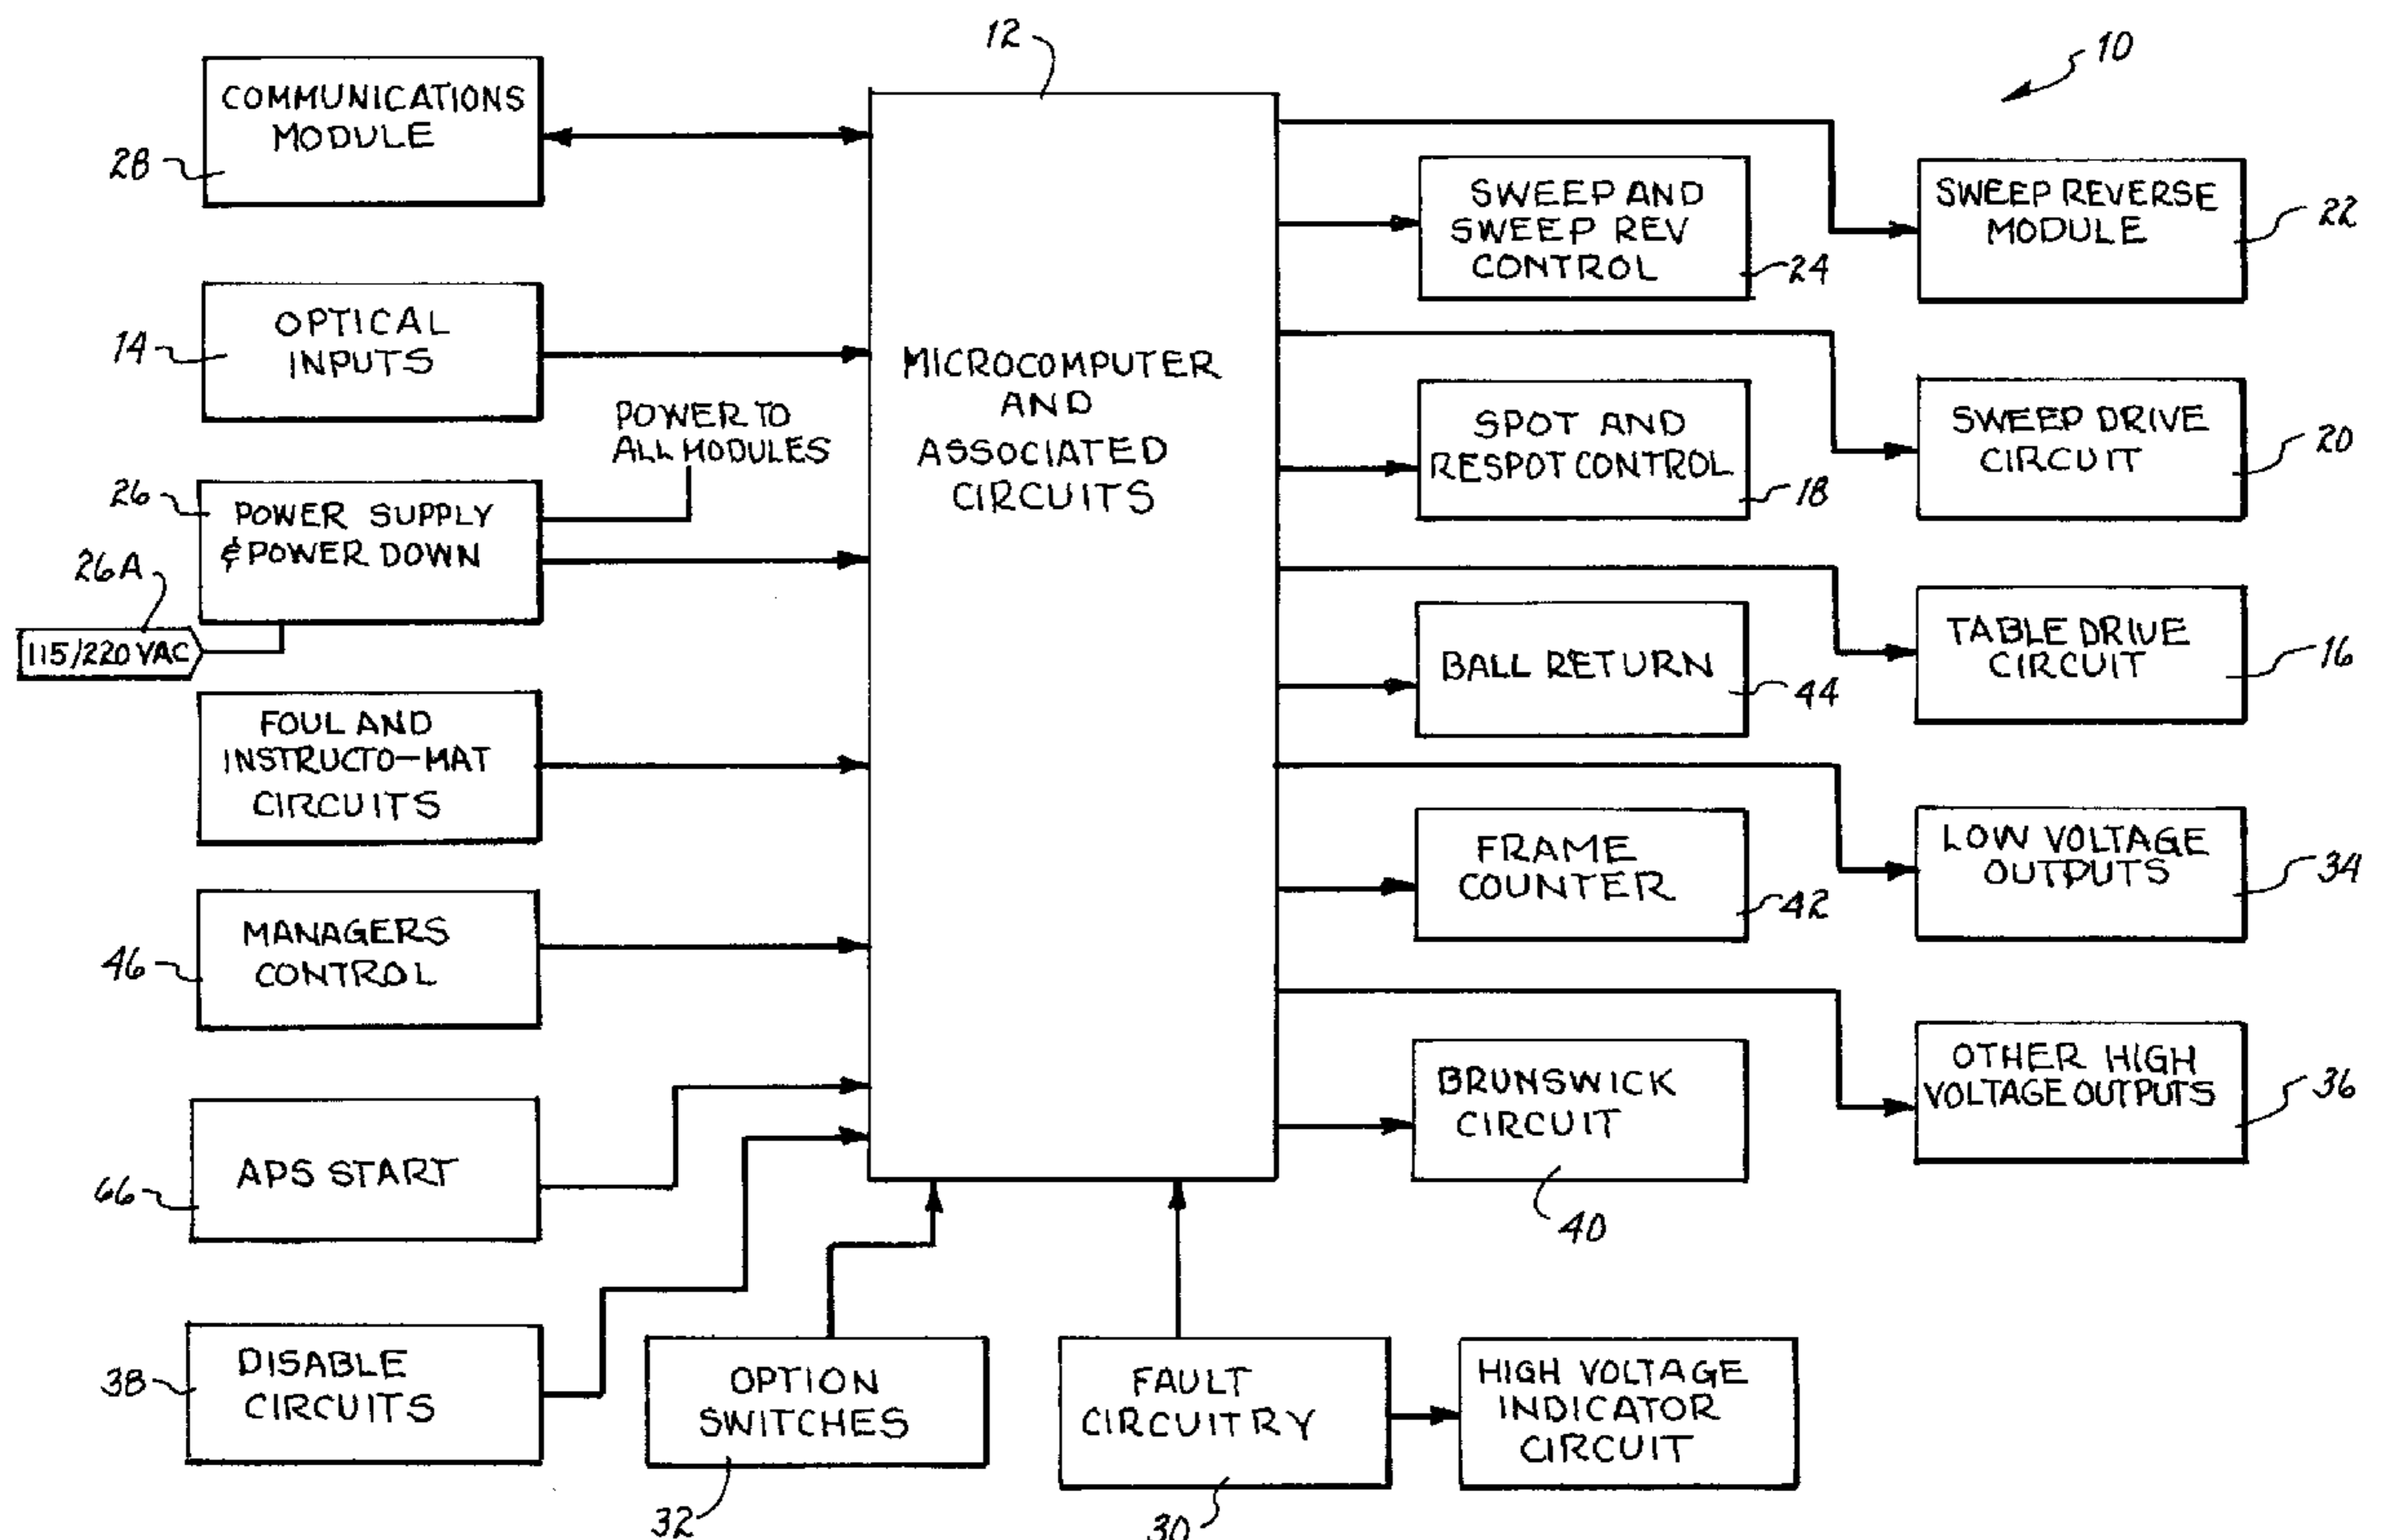 12
10
COMMUNICATIONS
MODULE
28
SWEEP AND
SWEEP REV
CONTROL
24
SWEEP REVERSE
MODULE
22
OPTICAL
INPUTS
14
POWER TO
ALL MODULES
MICROCOMPUTER
AND
ASSOCIATED
CIRCUITS
SPOT AND
RESPOT CONTROL
18
SWEEP DRIVE
CIRCUIT
20
26
POWER SUPPLY
& POWER DOWN
26A
115/220 VAC
BALL RETURN
44
TABLE DRIVE
CIRCUIT
16
FOUL AND
INSTRUCTO-MAT
CIRCUITS
FRAME
COUNTER
42
LOW VOLTAGE
OUTPUTS
34
MANAGERS
CONTROL
46
BRUNSWICK
CIRCUIT
40
OTHER HIGH
VOLTAGE OUTPUTS
36
APS START
66
DISABLE
CIRCUITS
38
OPTION
SWITCHES
32
FAULT
CIRCUITRY
30
HIGH VOLTAGE
INDICATOR
CIRCUIT